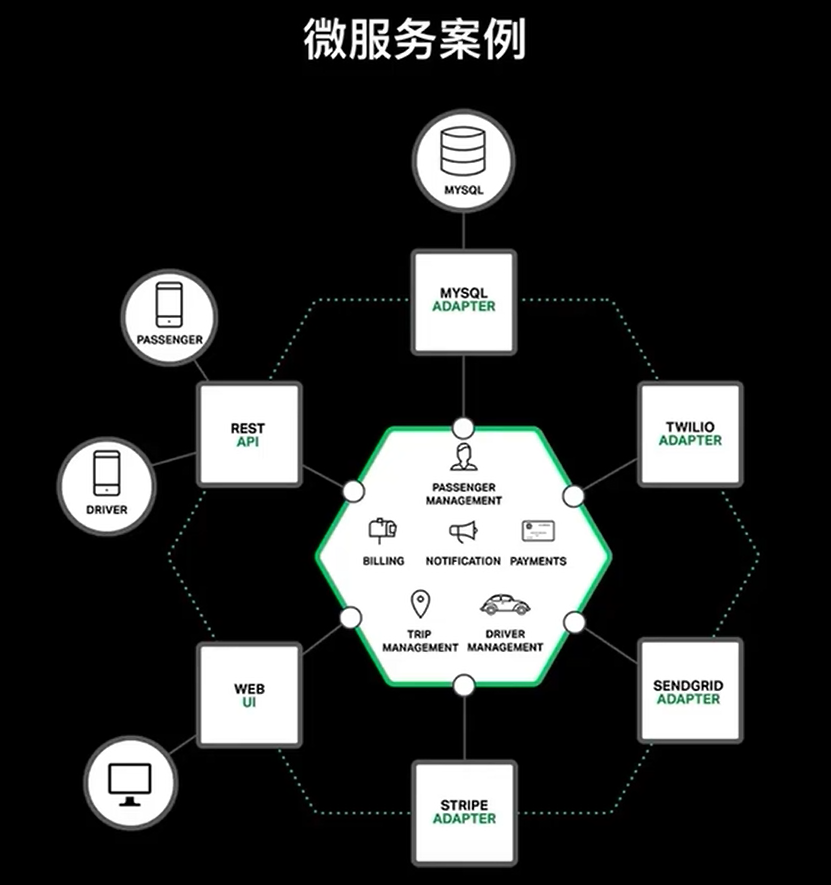 微服务案例
MYSQL
MYSQL
ADAPTER
PASSENGER
REST
API
TWILIO
ADAPTER
DRIVER
PASSENGER
MANAGEMENT
BILLING
NOTIFICATION
PAYMENTS
TRIP
MANAGEMENT
DRIVER
MANAGEMENT
WEB
UI
SENDGRID
ADAPTER
STRIPE
ADAPTER